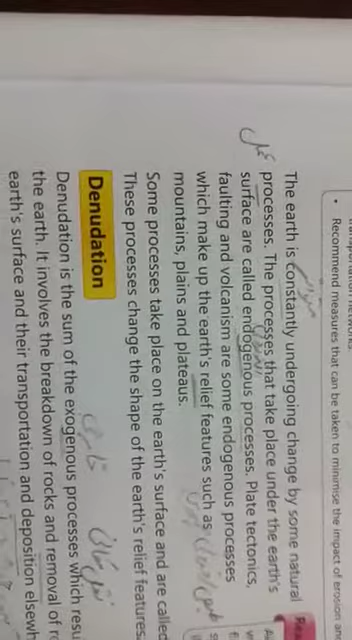 Recommend measures that can be taken to minimise the impact of erosion
The earth is constantly undergoing change by some natural
processes. The processes that take place under the earth's
surface are called endogenous processes. Plate tectonics,
faulting and volcanism are some endogenous processes
which make up the earth's relief features such as
mountains, plains and plateaus.
Some processes take place on the earth's surface and are called
These processes change the shape of the earth's relief features.
Denudation
Denudation is the sum of the exogenous processes which
the earth. It involves the breakdown of rocks and removal of
earth's surface and their transportation and deposition